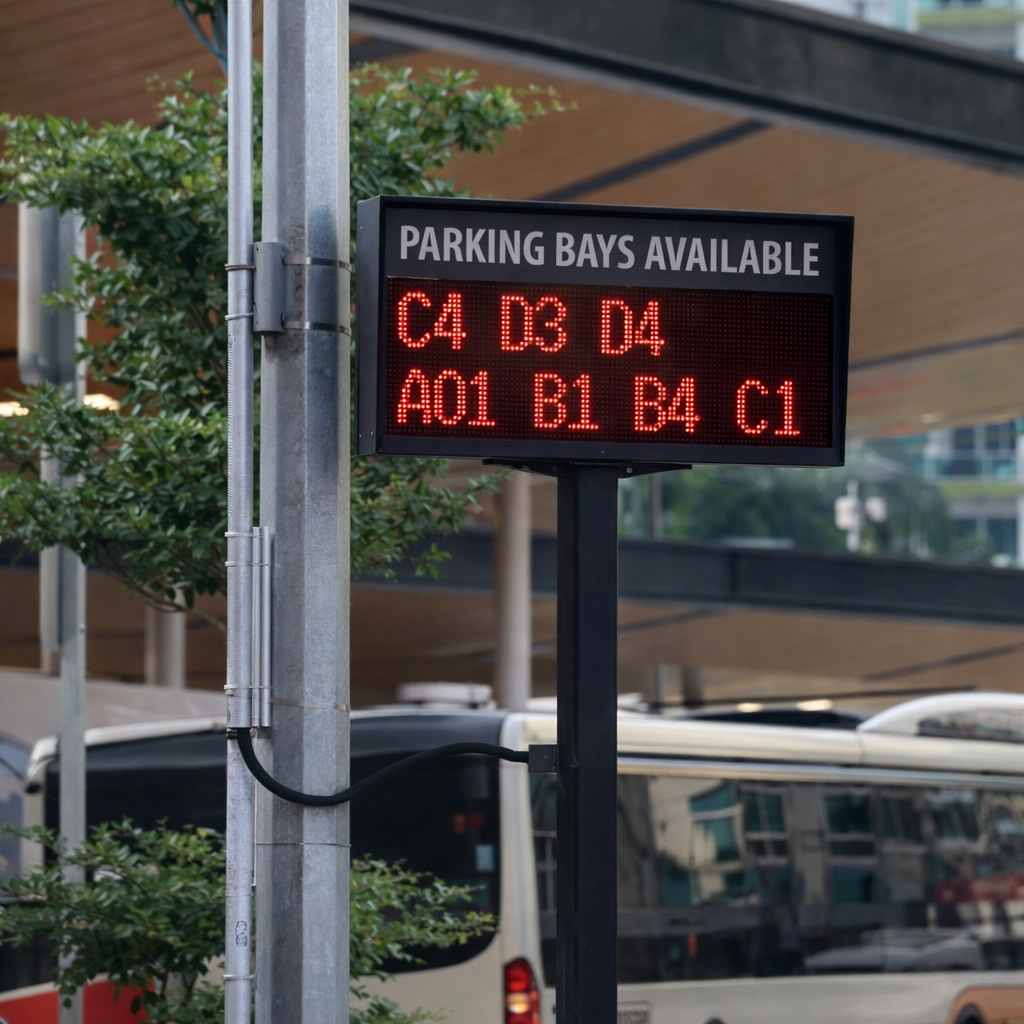 PARKING BAYS AVAILABLE
C4 D3 D4
A01 B1 B4 C1